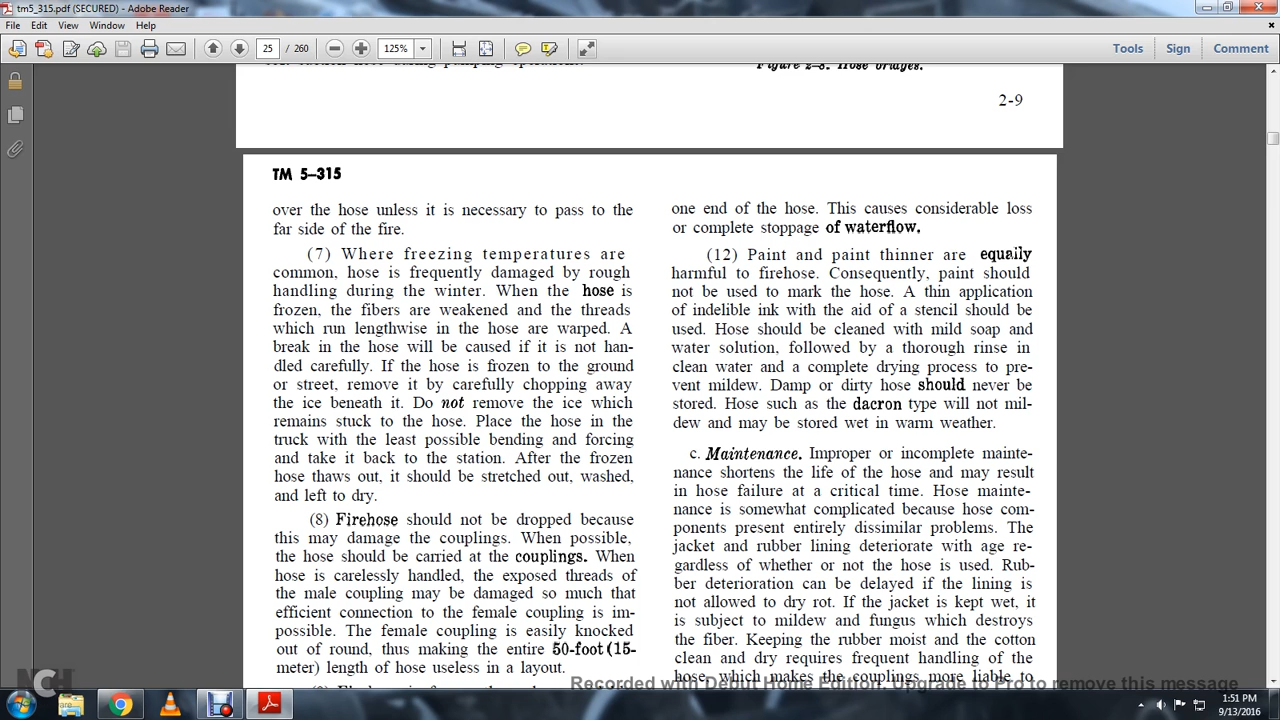 tm5_315.pdf (SECURED) - Adobe Reader
File Edit View Window Help
25 / 260 125% Tools Sign Comment
Figure 2-8. Hose bridges.
2-9
TM 5-315
over the hose unless it is necessary to pass to the
far side of the fire.
(7) Where freezing temperatures are
common, hose is frequently damaged by rough
handling during the winter. When the hose is
frozen, the fibers are weakened and the threads
which run lengthwise in the hose are warped. A
break in the hose will be caused if it is not han-
dled carefully. If the hose is frozen to the ground
or street, remove it by carefully chopping away
the ice beneath it. Do not remove the ice which
remains stuck to the hose. Place the hose in the
truck with the least possible bending and forcing
and take it back to the station. After the frozen
hose thaws out, it should be stretched out, washed,
and left to dry.
(8) Firehose should not be dropped because
this may damage the couplings. When possible,
the hose should be carried at the couplings. When
hose is carelessly handled, the exposed threads of
the male coupling may be damaged so much that
efficient connection to the female coupling is im-
possible. The female coupling is easily knocked
out of round, thus making the entire 50-foot (15-
meter) length of hose useless in a layout.
one end of the hose. This causes considerable loss
or complete stoppage of waterflow.
(12) Paint and paint thinner are equally
harmful to firehose. Consequently, paint should
not be used to mark the hose. A thin application
of indelible ink with the aid of a stencil should be
used. Hose should be cleaned with mild soap and
water solution, followed by a thorough rinse in
clean water and a complete drying process to pre-
vent mildew. Damp or dirty hose should never be
stored. Hose such as the dacron type will not mil-
dew and may be stored wet in warm weather.
c. Maintenance. Improper or incomplete mainte-
nance shortens the life of the hose and may result
in hose failure at a critical time. Hose mainte-
nance is somewhat complicated because hose com-
ponents present entirely dissimilar problems. The
jacket and rubber lining deteriorate with age re-
gardless of whether or not the hose is used. Rub-
ber deterioration can be delayed if the lining is
not allowed to dry rot. If the jacket is kept wet, it
is subject to mildew and fungus which destroys
the fiber. Keeping the rubber moist and the cotton
clean and dry requires frequent handling of the
hose, which makes the couplings more liable to
Recorded with Debut Home Edition. Upgrade to Pro to remove this message
NCH
1:51 PM
9/13/2016